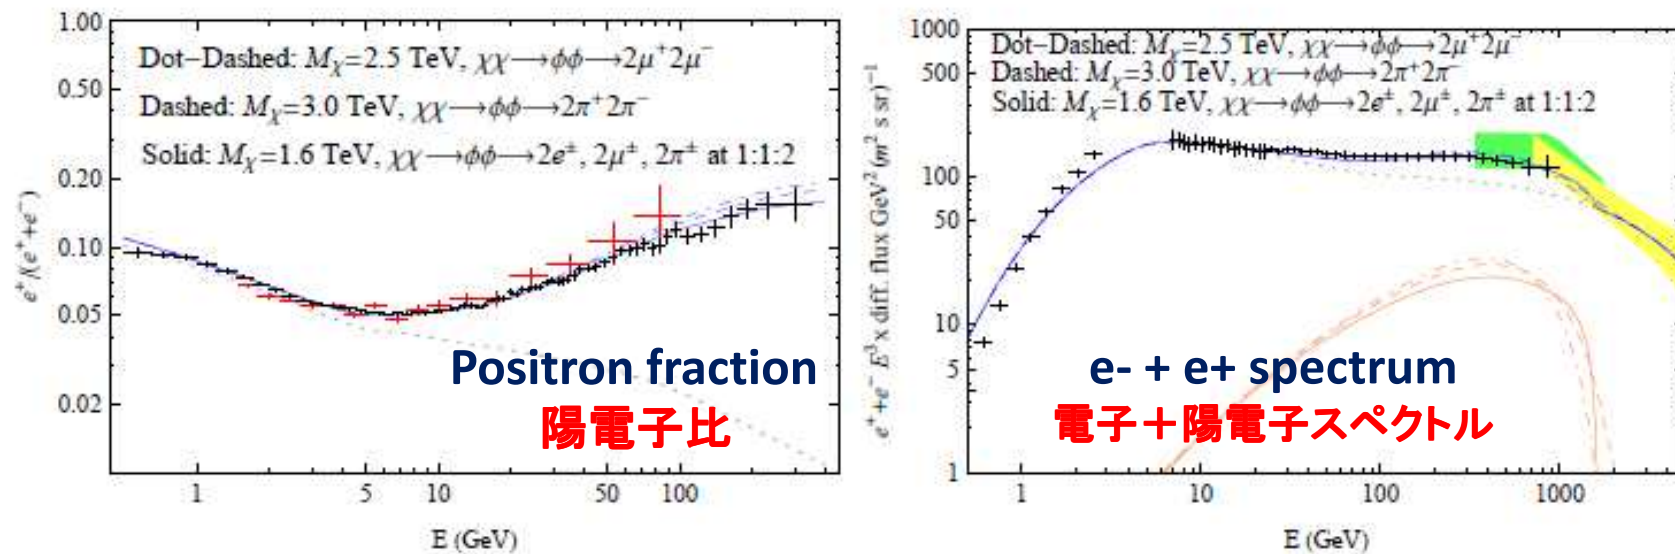 1.00
0.50
0.20
0.10
0.05
0.02
e⁺/(e⁺+e⁻)
Dot–Dashed: Mχ=2.5 TeV, χχ→ϕϕ→2μ⁺2μ⁻
Dashed: Mχ=3.0 TeV, χχ→ϕϕ→2π⁺2π⁻
Solid: Mχ=1.6 TeV, χχ→ϕϕ→2e±, 2μ±, 2π± at 1:1:2
Positron fraction
陽電子比
1 5 10 50 100
E (GeV)
1000
500
100
50
10
5
1
e⁺+e⁻ E³ x diff. flux GeV² (m² s sr)⁻¹
Dot–Dashed: Mχ=2.5 TeV, χχ→ϕϕ→2μ⁺2μ⁻
Dashed: Mχ=3.0 TeV, χχ→ϕϕ→2π⁺2π⁻
Solid: Mχ=1.6 TeV, χχ→ϕϕ→2e±, 2μ±, 2π± at 1:1:2
e- + e+ spectrum
電子＋陽電子スペクトル
1 10 100 1000
E (GeV)